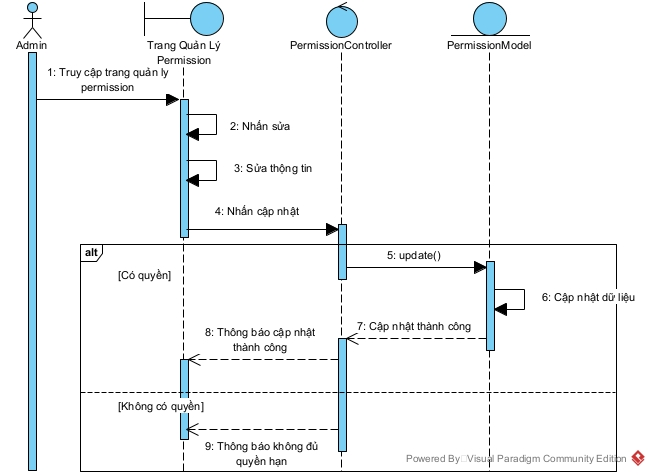 Admin
Trang Quản Lý
Permission
PermissionController
PermissionModel
1: Truy cập trang quản ly
permission
2: Nhấn sửa
3: Sửa thộng tin
4: Nhấn cập nhật
alt
[Có quyền]
5: update()
6: Cập nhật dữ liệu
7: Cập nhật thành công
8: Thông báo cập nhật
thành công
[Không có quyền]
9: Thông báo không đủ
quyền hạn
Powered By Visual Paradigm Community Edition